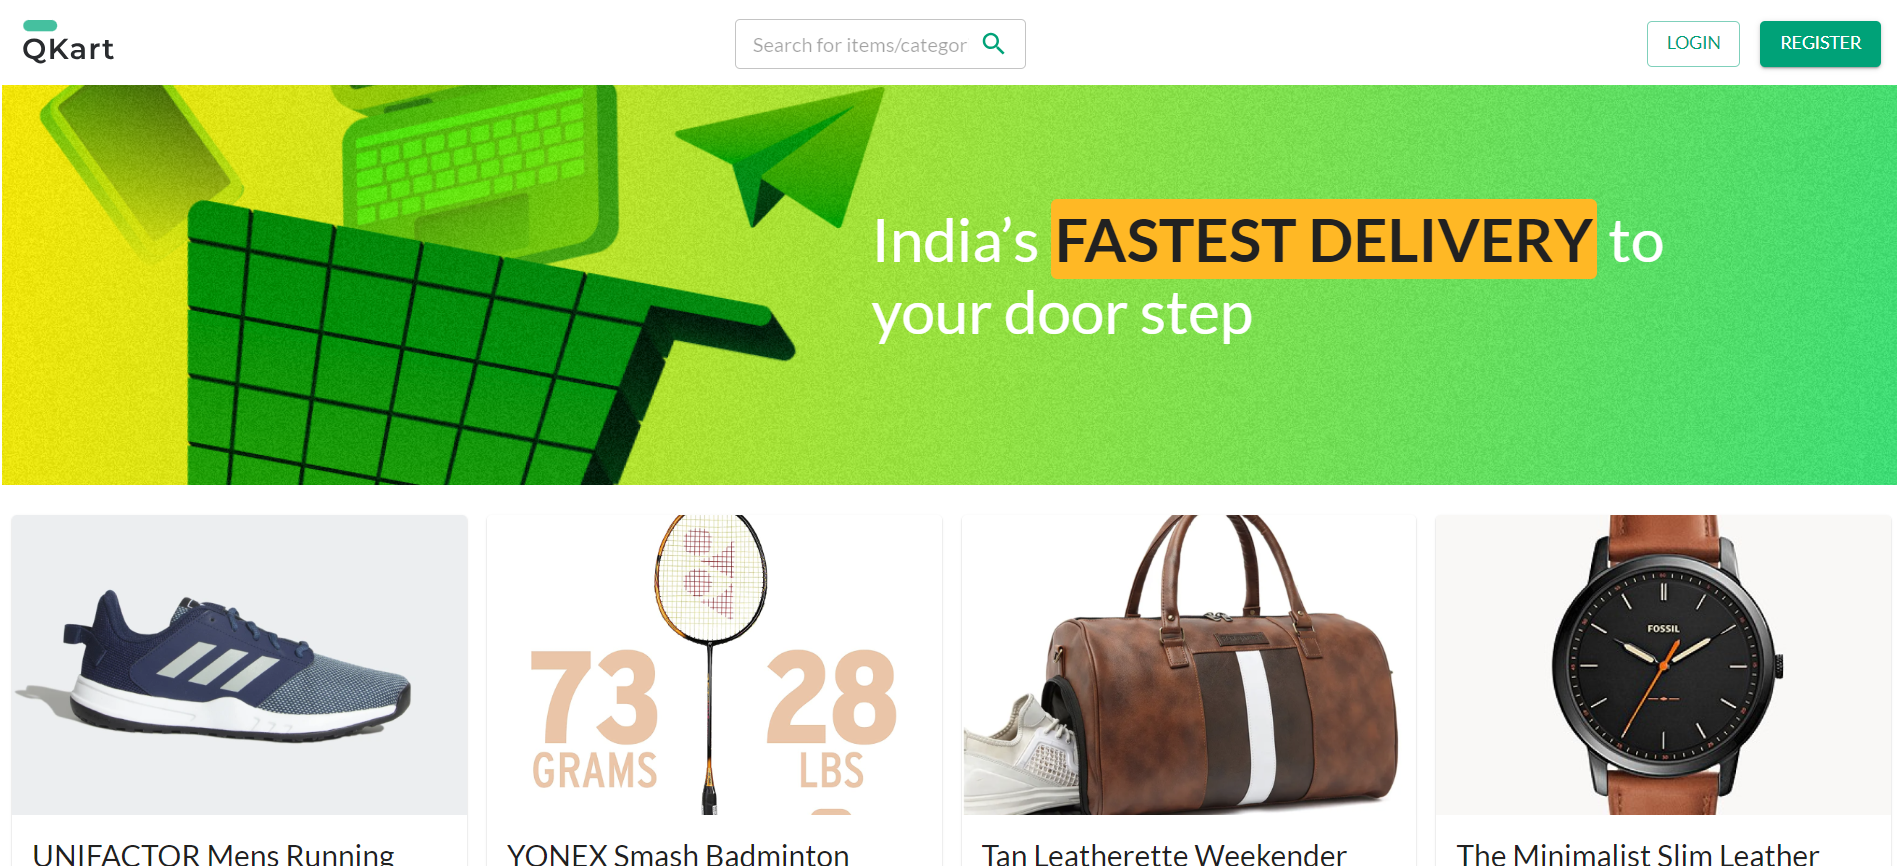 QKart
Search for items/categor
LOGIN
REGISTER
India’s FASTEST DELIVERY to
your door step
73
GRAMS
28
LBS
FOSSIL
UNIFACTOR Mens Running
YONEX Smash Badminton
Tan Leatherette Weekender
The Minimalist Slim Leather